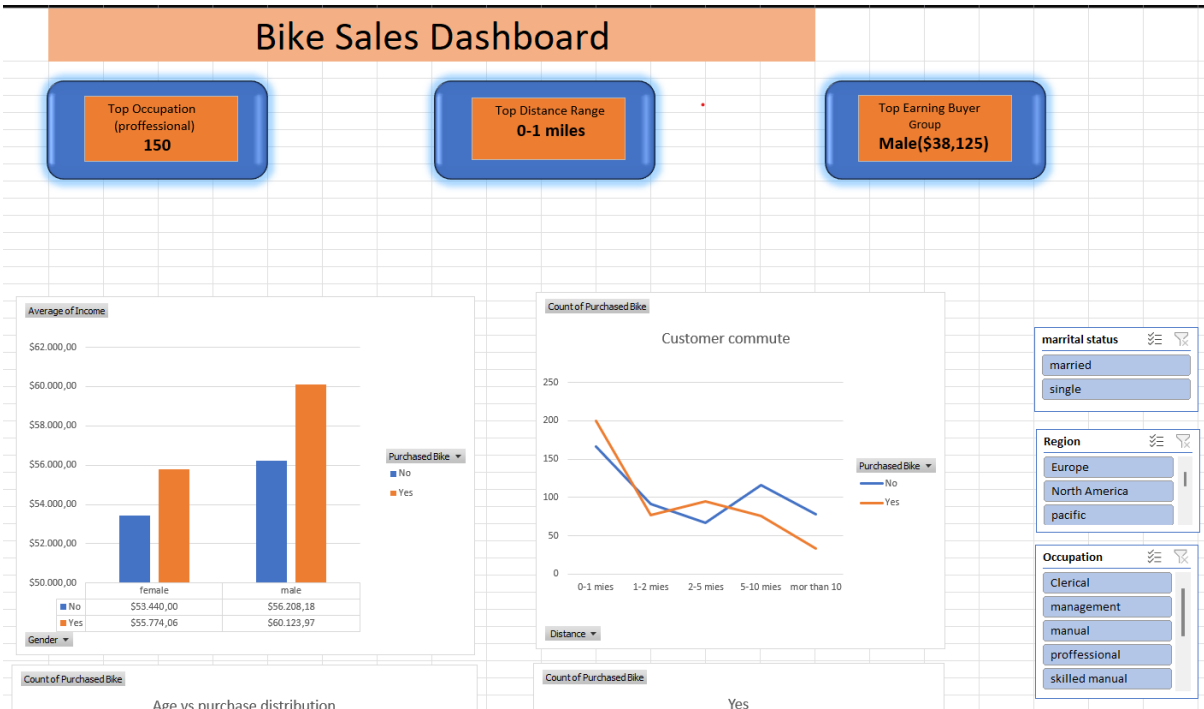 Bike Sales Dashboard
Top Occupation
(proffessional)
150
Top Distance Range
0-1 miles
Top Earning Buyer
Group
Male($38,125)
Average of Income
$62.000,00
$60.000,00
$58.000,00
$56.000,00
$54.000,00
$52.000,00
$50.000,00
female
male
No
$53.440,00
$56.208,18
Yes
$55.774,06
$60.123,97
Gender
Purchased Bike
No
Yes
Count of Purchased Bike
Customer commute
250
200
150
100
50
0
0-1 mies
1-2 mies
2-5 mies
5-10 mies
mor than 10
Purchased Bike
No
Yes
Distance
marrital status
married
single
Region
Europe
North America
pacific
Occupation
Clerical
management
manual
proffessional
skilled manual
Count of Purchased Bike
Age vs purchase distribution
Count of Purchased Bike
Yes